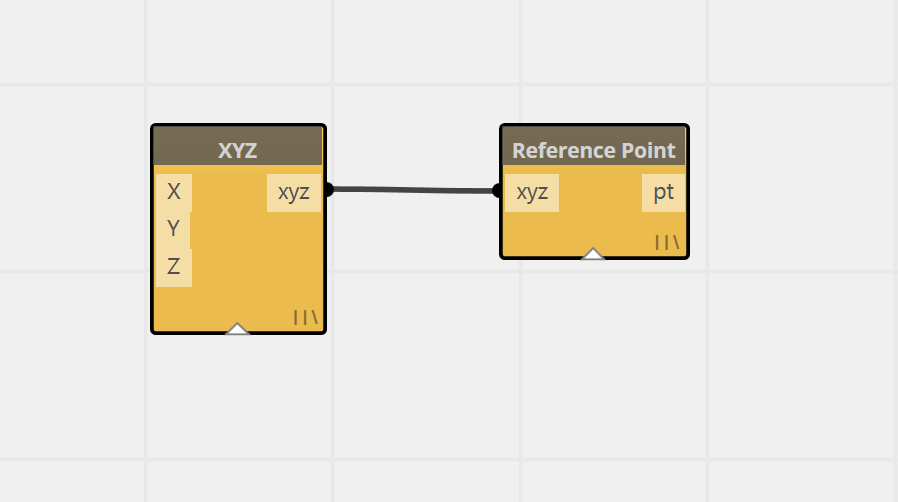 XYZ
X xyz
Y
Z
||\
Reference Point
xyz pt
||\